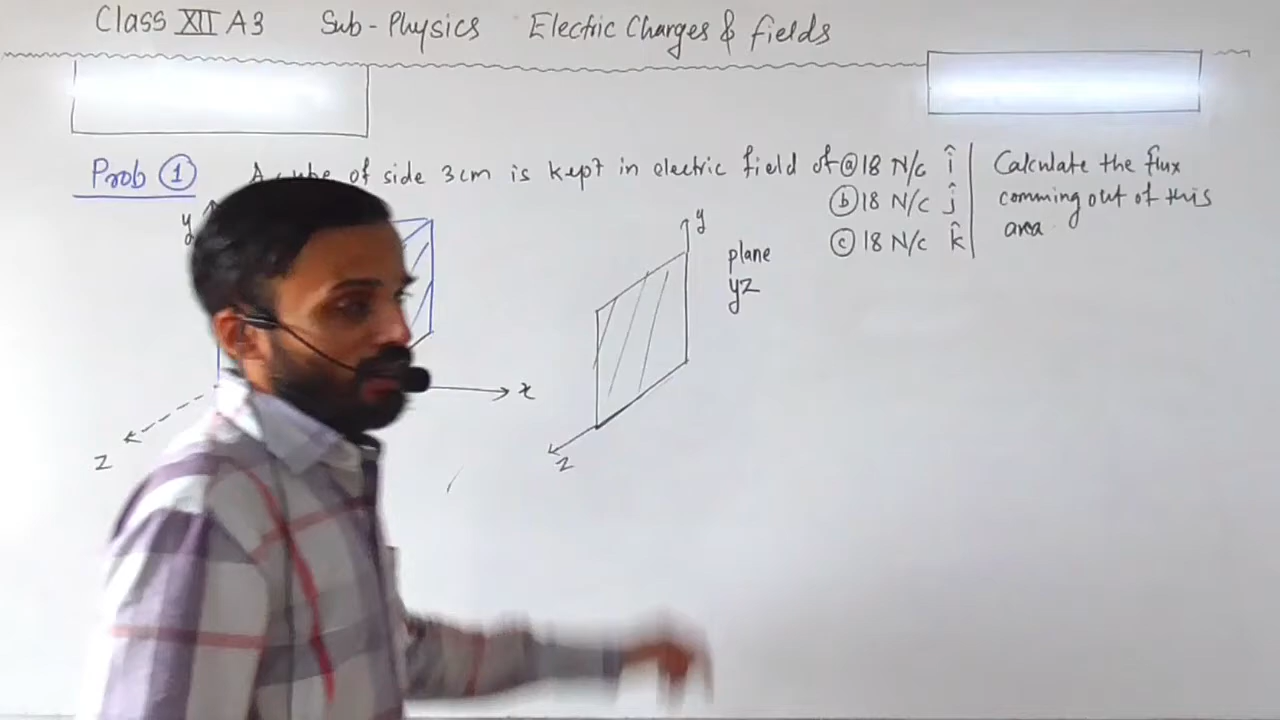 Class XII A3 Sub-Physics Electric Charges & fields
Prob 1 A of side 3cm is kept in electric field of @ 18 N/c î
ⓑ 18 N/c ĵ
ⓒ 18 N/c k̂
Calculate the flux
comming out of this
area
y
x
z
y
z
plane
yz